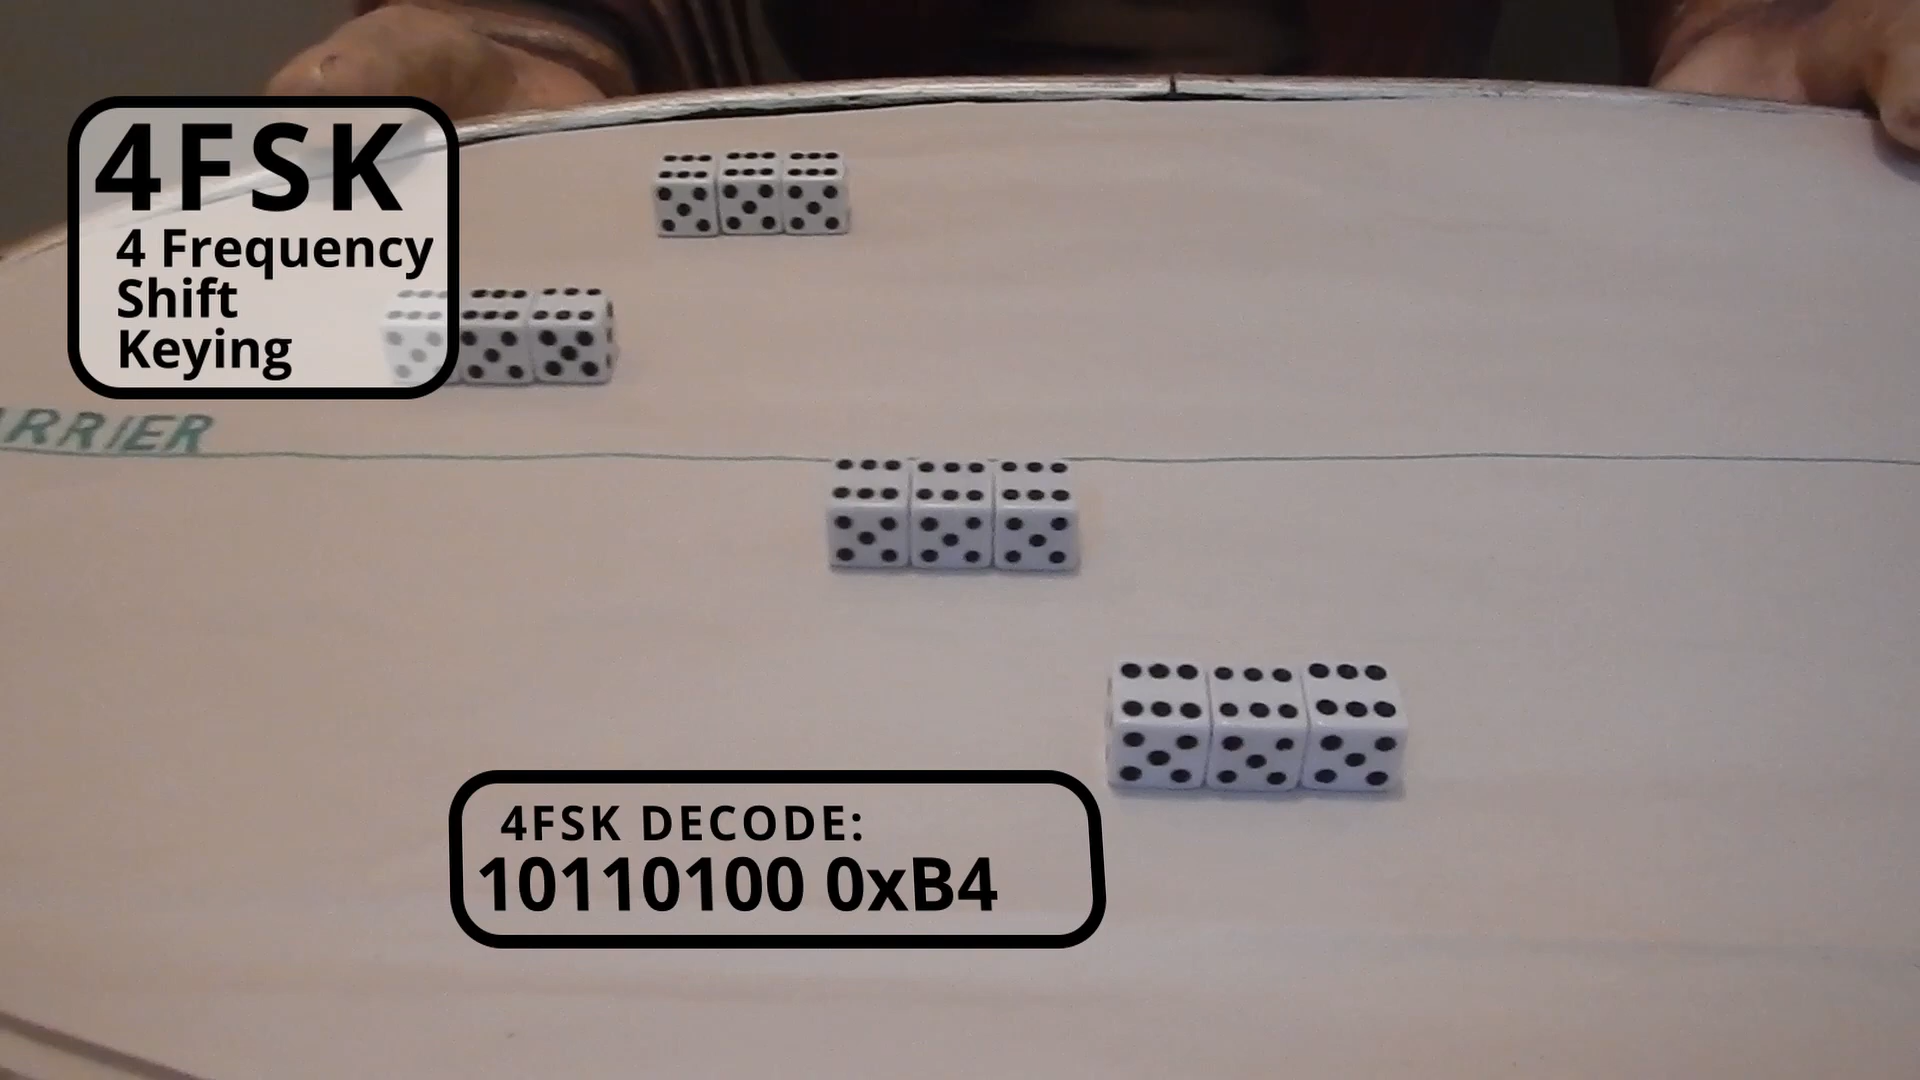 4FSK
4 Frequency
Shift
Keying
ARRIER
4FSK DECODE:
10110100 0xB4